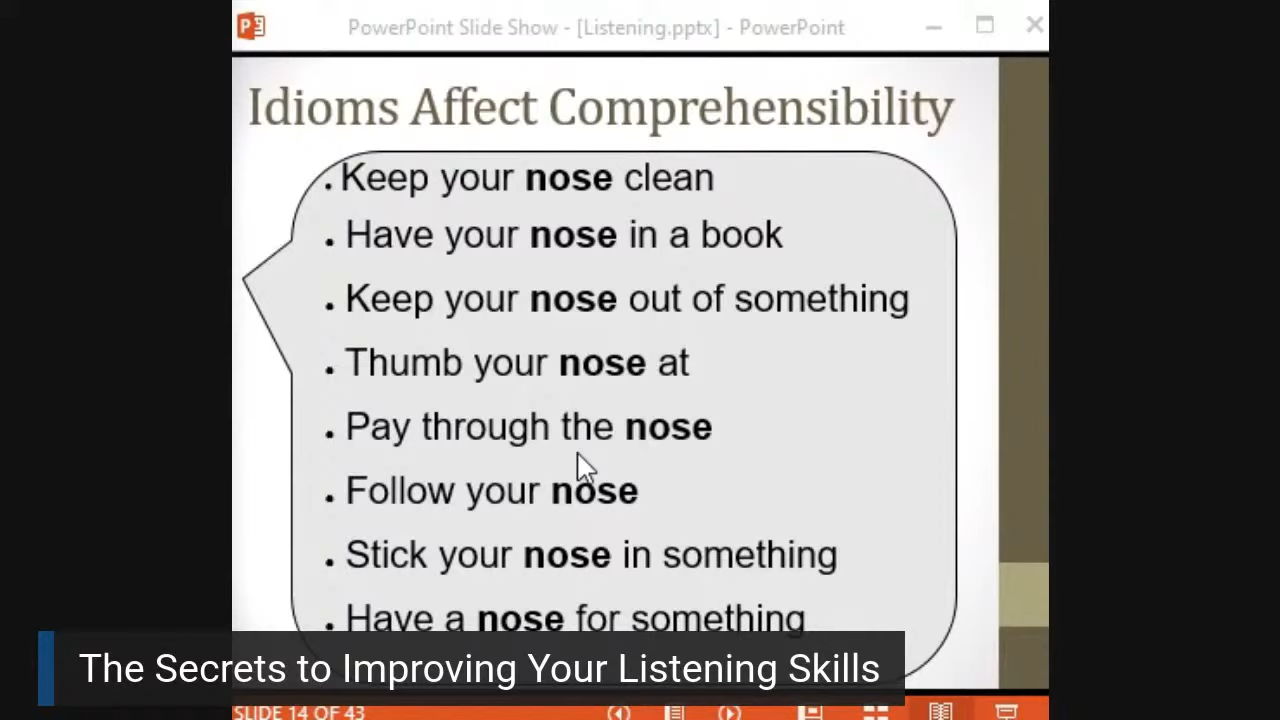 PowerPoint Slide Show - [Listening.pptx] - PowerPoint
Idioms Affect Comprehensibility
. Keep your nose clean
. Have your nose in a book
. Keep your nose out of something
. Thumb your nose at
. Pay through the nose
. Follow your nose
. Stick your nose in something
. Have a nose for something
The Secrets to Improving Your Listening Skills
SLIDE 14 OF 43